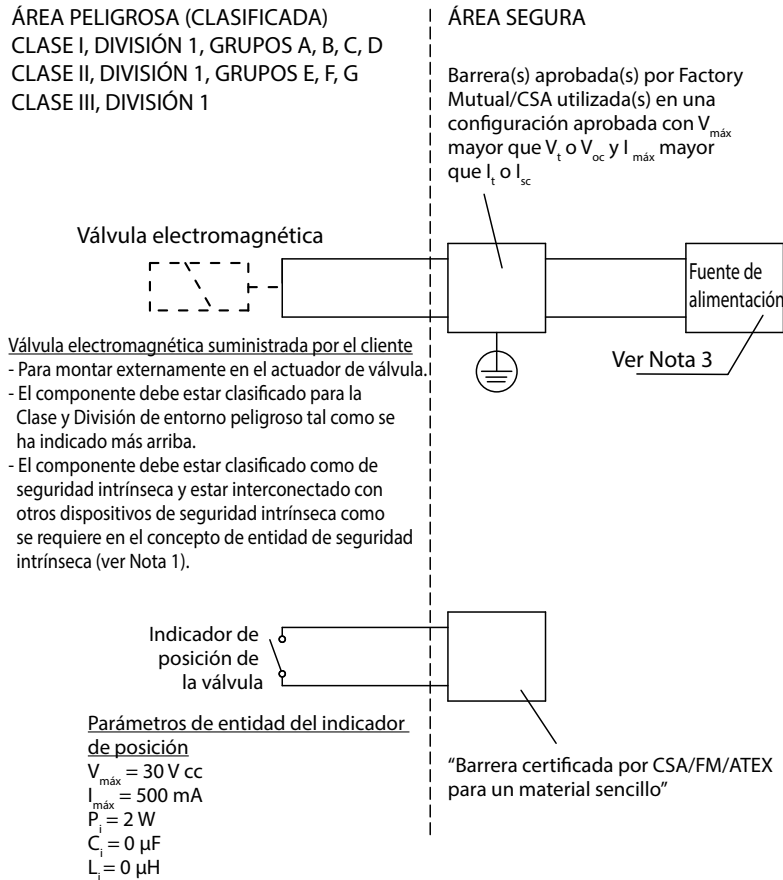 ÁREA PELIGROSA (CLASIFICADA)
CLASE I, DIVISIÓN 1, GRUPOS A, B, C, D
CLASE II, DIVISIÓN 1, GRUPOS E, F, G
CLASE III, DIVISIÓN 1
ÁREA SEGURA
Barrera(s) aprobada(s) por Factory
Mutual/CSA utilizada(s) en una
configuración aprobada con Vmáx
mayor que Vt o Voc y I máx mayor
que It o Isc
Válvula electromagnética
Fuente de
alimentación
Ver Nota 3
Válvula electromagnética suministrada por el cliente
- Para montar externamente en el actuador de válvula.
- El componente debe estar clasificado para la
Clase y División de entorno peligroso tal como se
ha indicado más arriba.
- El componente debe estar clasificado como de
seguridad intrínseca y estar interconectado con
otros dispositivos de seguridad intrínseca como
se requiere en el concepto de entidad de seguridad
intrínseca (ver Nota 1).
Indicador de
posición de
la válvula
Parámetros de entidad del indicador
de posición
Vmáx = 30 V cc
Imáx = 500 mA
Pi = 2 W
Ci = 0 µF
Li = 0 µH
“Barrera certificada por CSA/FM/ATEX
para un material sencillo”